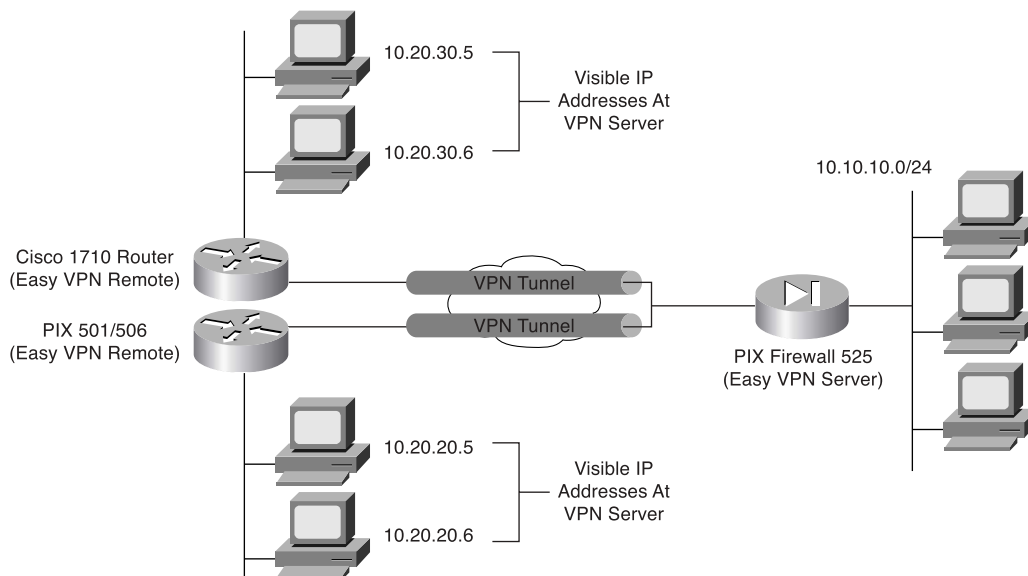 10.20.30.5
Visible IP
Addresses At
VPN Server
10.20.30.6
10.10.10.0/24
Cisco 1710 Router
(Easy VPN Remote)
VPN Tunnel
PIX 501/506
(Easy VPN Remote)
VPN Tunnel
PIX Firewall 525
(Easy VPN Server)
10.20.20.5
Visible IP
Addresses At
VPN Server
10.20.20.6